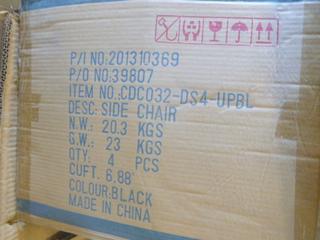 P/I NO:201310369
P/O NO:39807
ITEM NO.:CDC032-DS4-UPBL
DESC: SIDE CHAIR
N.W.: 20.3 KGS
G.W.: 23 KGS
QTY: 4 PCS
CUFT. 6.88'
COLOUR:BLACK
MADE IN CHINA